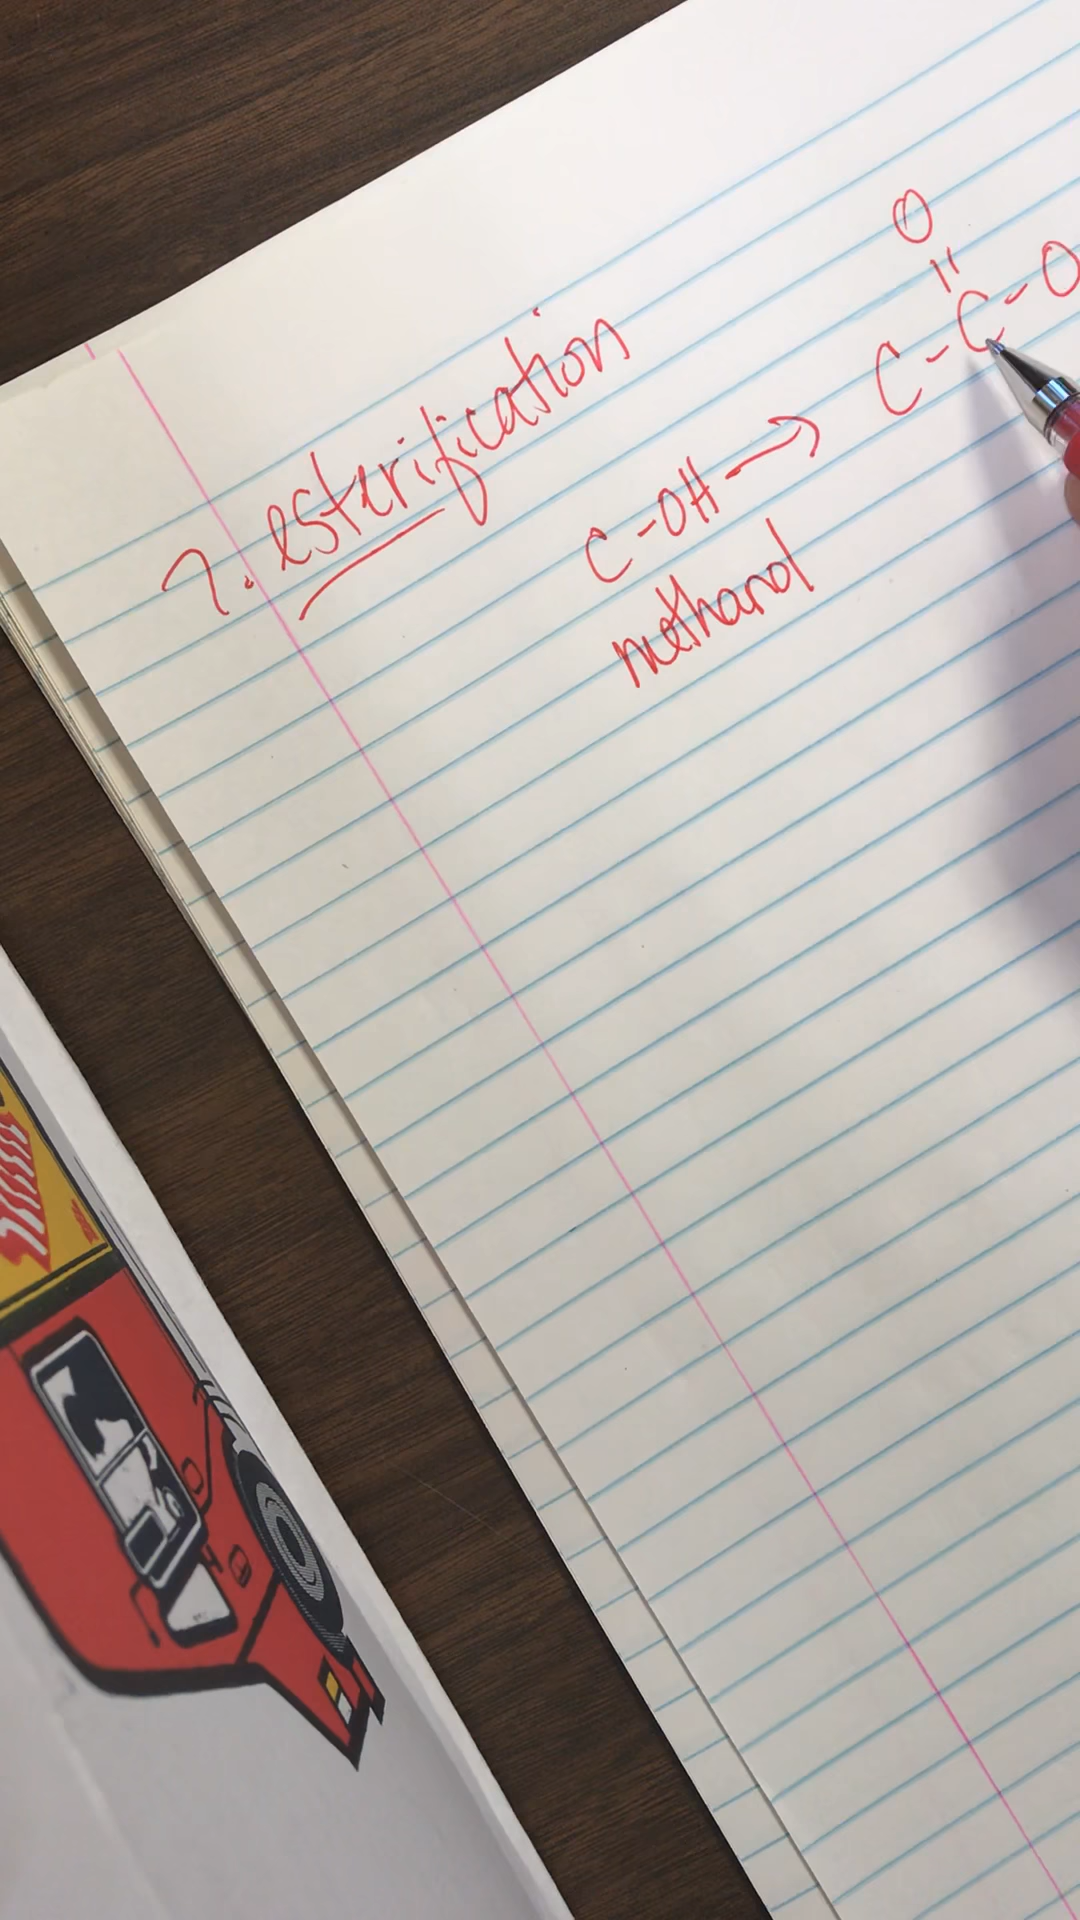 7. esterification
C-OH → C-C-O
O
||
methanol